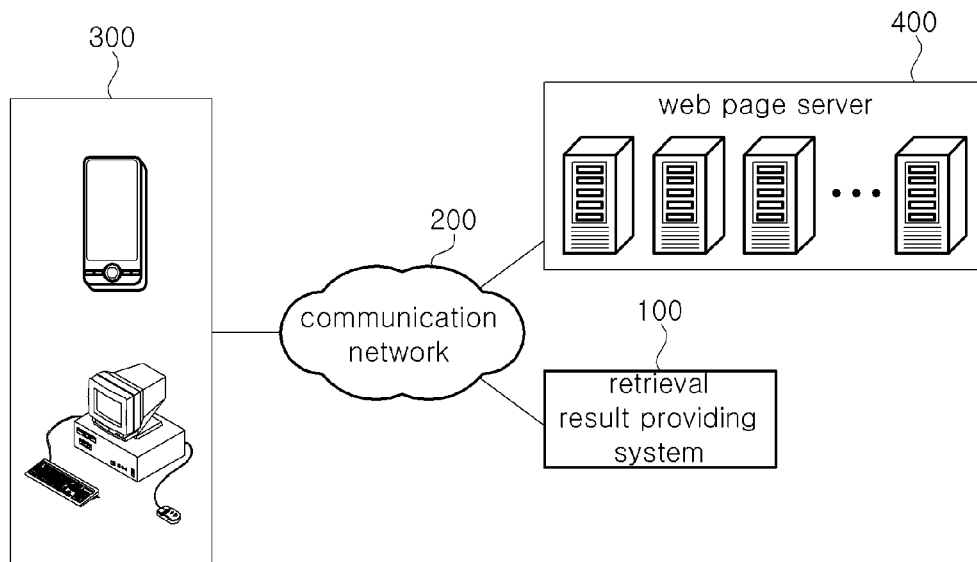 300
400
web page server
200
communication
network
100
retrieval
result providing
system